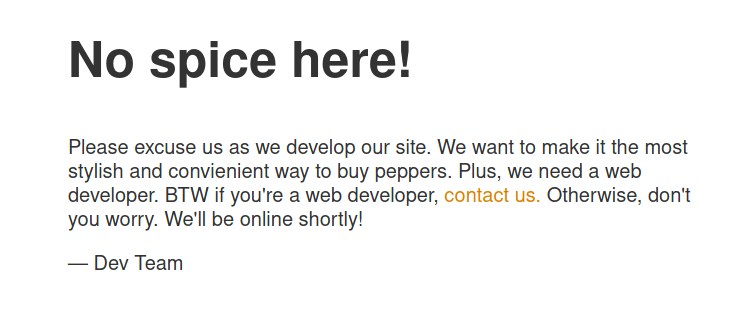 No spice here!
Please excuse us as we develop our site. We want to make it the most
stylish and convienient way to buy peppers. Plus, we need a web
developer. BTW if you're a web developer, contact us. Otherwise, don't
you worry. We'll be online shortly!
— Dev Team